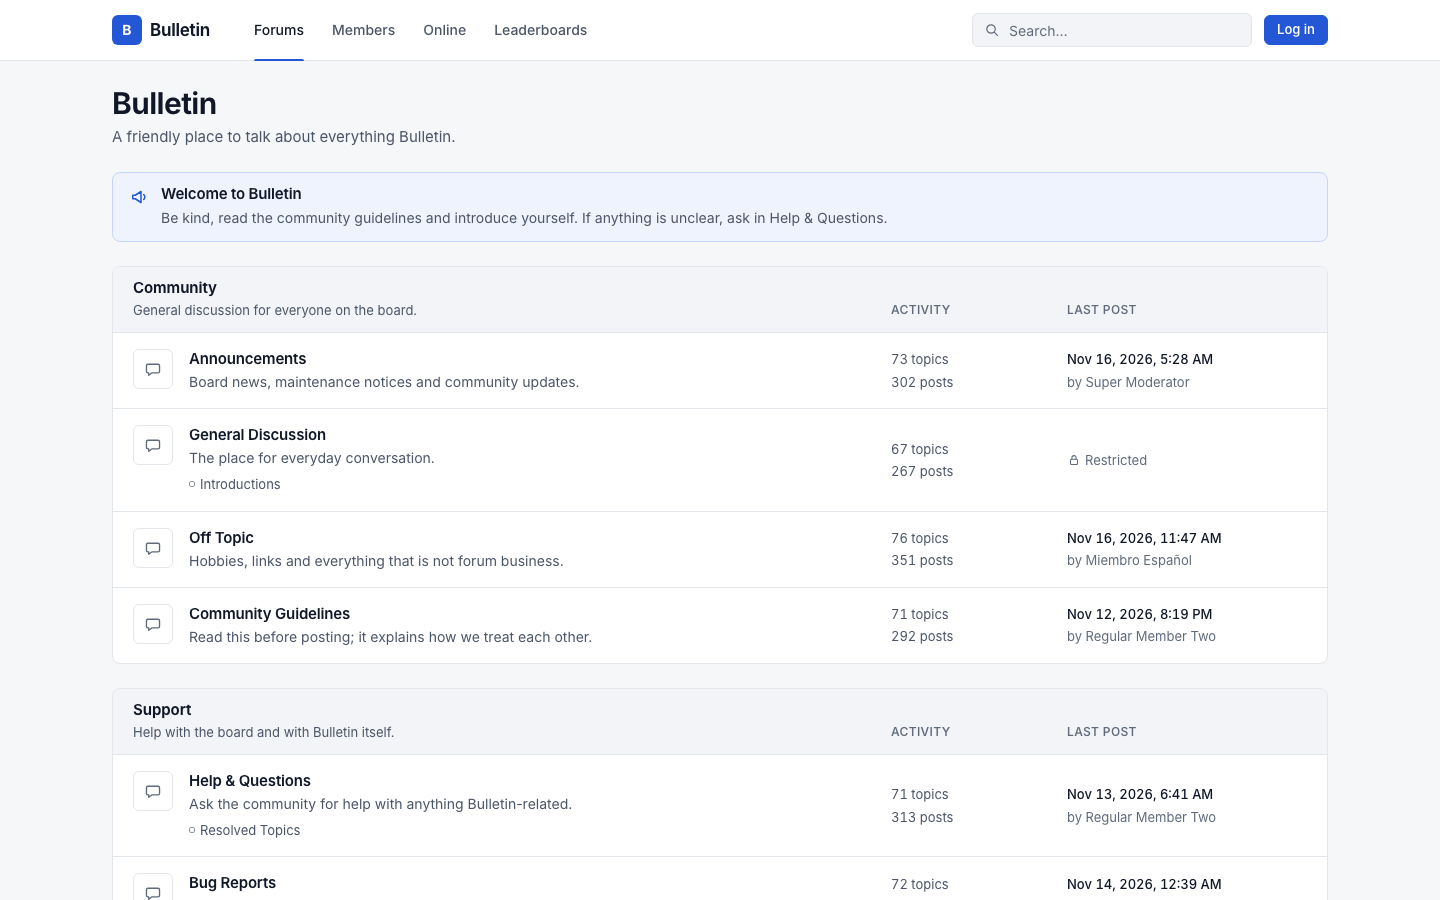 B Bulletin Forums Members Online Leaderboards Search... Log in
Bulletin
A friendly place to talk about everything Bulletin.
Welcome to Bulletin
Be kind, read the community guidelines and introduce yourself. If anything is unclear, ask in Help & Questions.
Community
General discussion for everyone on the board. ACTIVITY LAST POST
Announcements 73 topics Nov 16, 2026, 5:28 AM
Board news, maintenance notices and community updates. 302 posts by Super Moderator
General Discussion
67 topics
The place for everyday conversation. Restricted
267 posts
Introductions
Off Topic 76 topics Nov 16, 2026, 11:47 AM
Hobbies, links and everything that is not forum business. 351 posts by Miembro Español
Community Guidelines 71 topics Nov 12, 2026, 8:19 PM
Read this before posting; it explains how we treat each other. 292 posts by Regular Member Two
Support
Help with the board and with Bulletin itself. ACTIVITY LAST POST
Help & Questions
71 topics Nov 13, 2026, 6:41 AM
Ask the community for help with anything Bulletin-related.
313 posts by Regular Member Two
Resolved Topics
Bug Reports 72 topics Nov 14, 2026, 12:39 AM